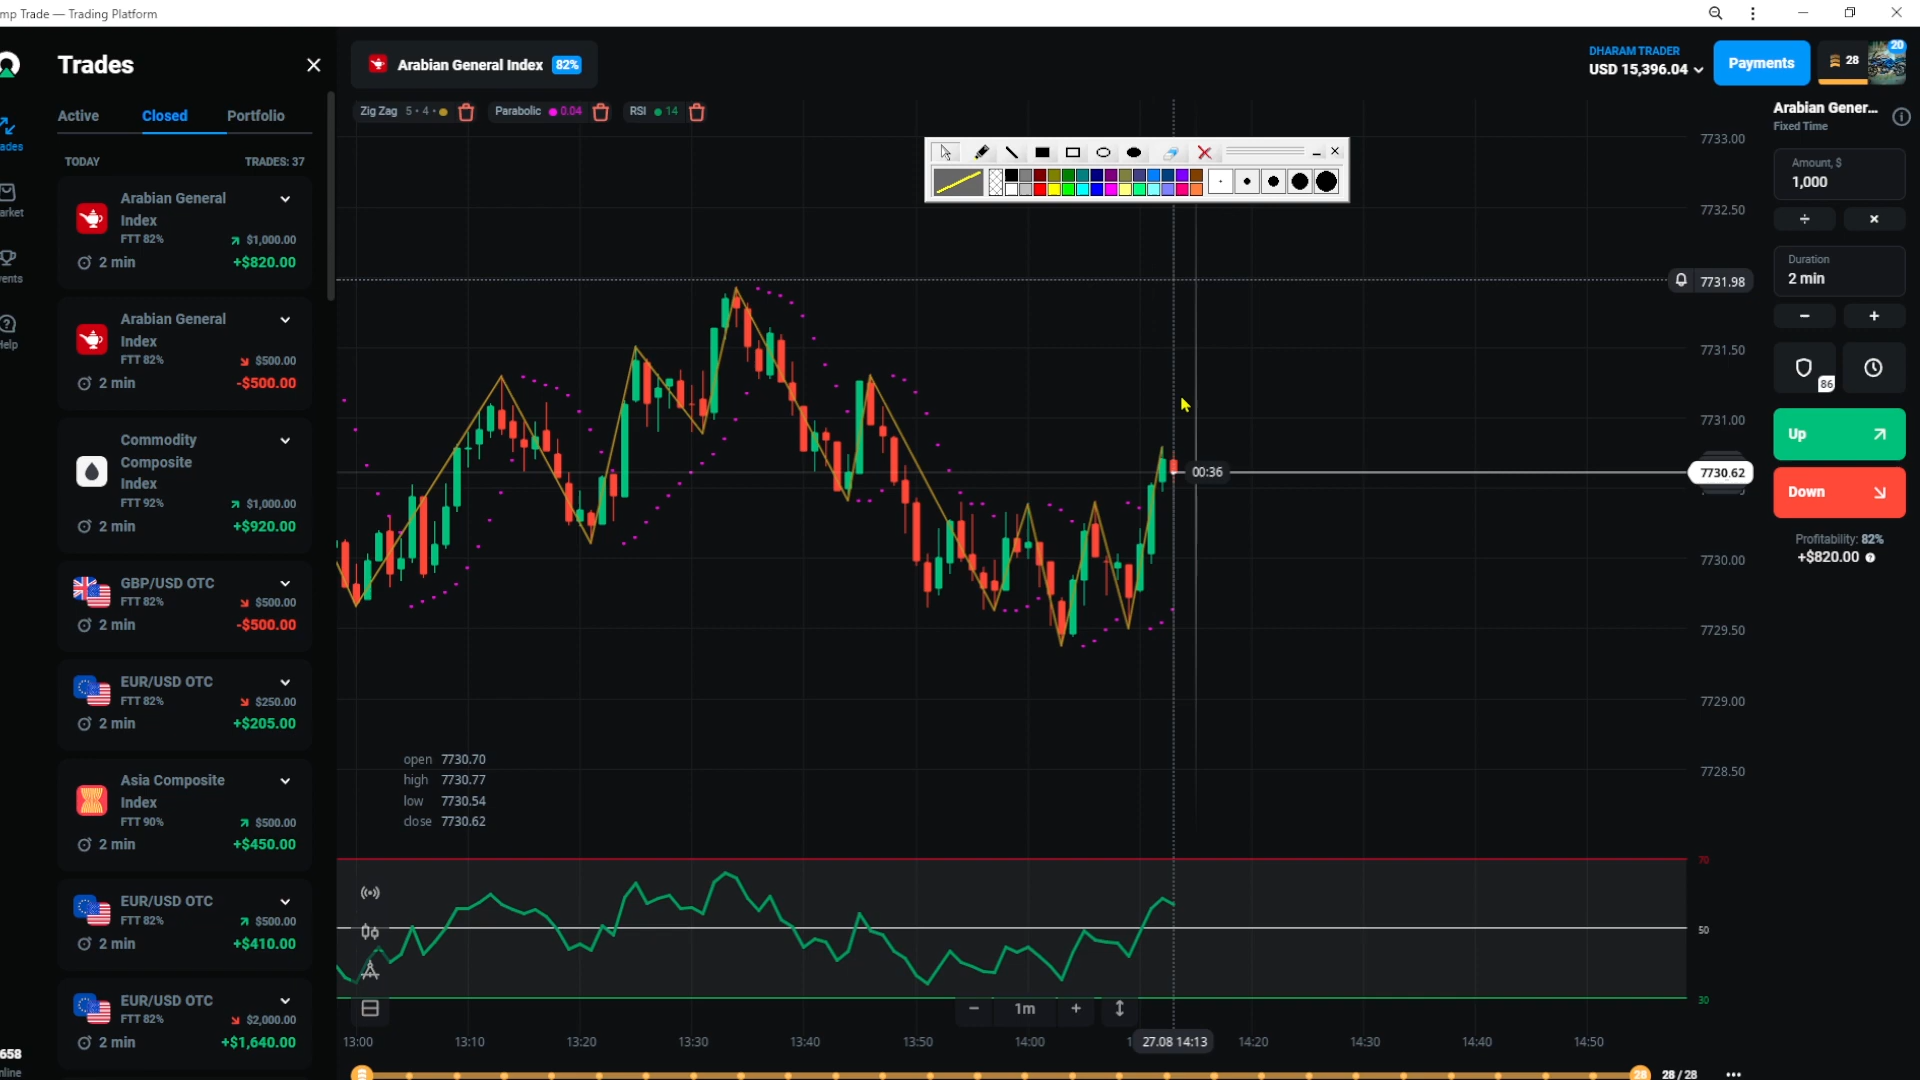 mp Trade — Trading Platform
Trades
Active
Closed
Portfolio
TODAY
TRADES: 37
Arabian General Index
FTT 82%
$1,000.00
2 min
+$820.00
Arabian General Index
FTT 82%
$500.00
2 min
-$500.00
Commodity Composite Index
FTT 92%
$1,000.00
2 min
+$920.00
GBP/USD OTC
FTT 82%
$500.00
2 min
-$500.00
EUR/USD OTC
FTT 82%
$250.00
2 min
+$205.00
Asia Composite Index
FTT 90%
$500.00
2 min
+$450.00
EUR/USD OTC
FTT 82%
$500.00
2 min
+$410.00
EUR/USD OTC
FTT 82%
$2,000.00
2 min
+$1,640.00
ades
arket
ents
Help
658
nline
Arabian General Index 82%
Zig Zag 5 • 4 •
Parabolic 0.04
RSI 14
DHARAM TRADER
USD 15,396.04
Payments
28
20
7733.00
7732.50
7731.98
7731.50
7731.00
7730.62
7730.00
7729.50
7729.00
7728.50
00:36
open 7730.70
high 7730.77
low 7730.54
close 7730.62
70
50
30
1m
13:00
13:10
13:20
13:30
13:40
13:50
14:00
27.08 14:13
14:20
14:30
14:40
14:50
28
28 / 28
Arabian Gener...
Fixed Time
Amount, $
1,000
÷
×
Duration
2 min
−
+
86
Up
Down
Profitability: 82%
+$820.00